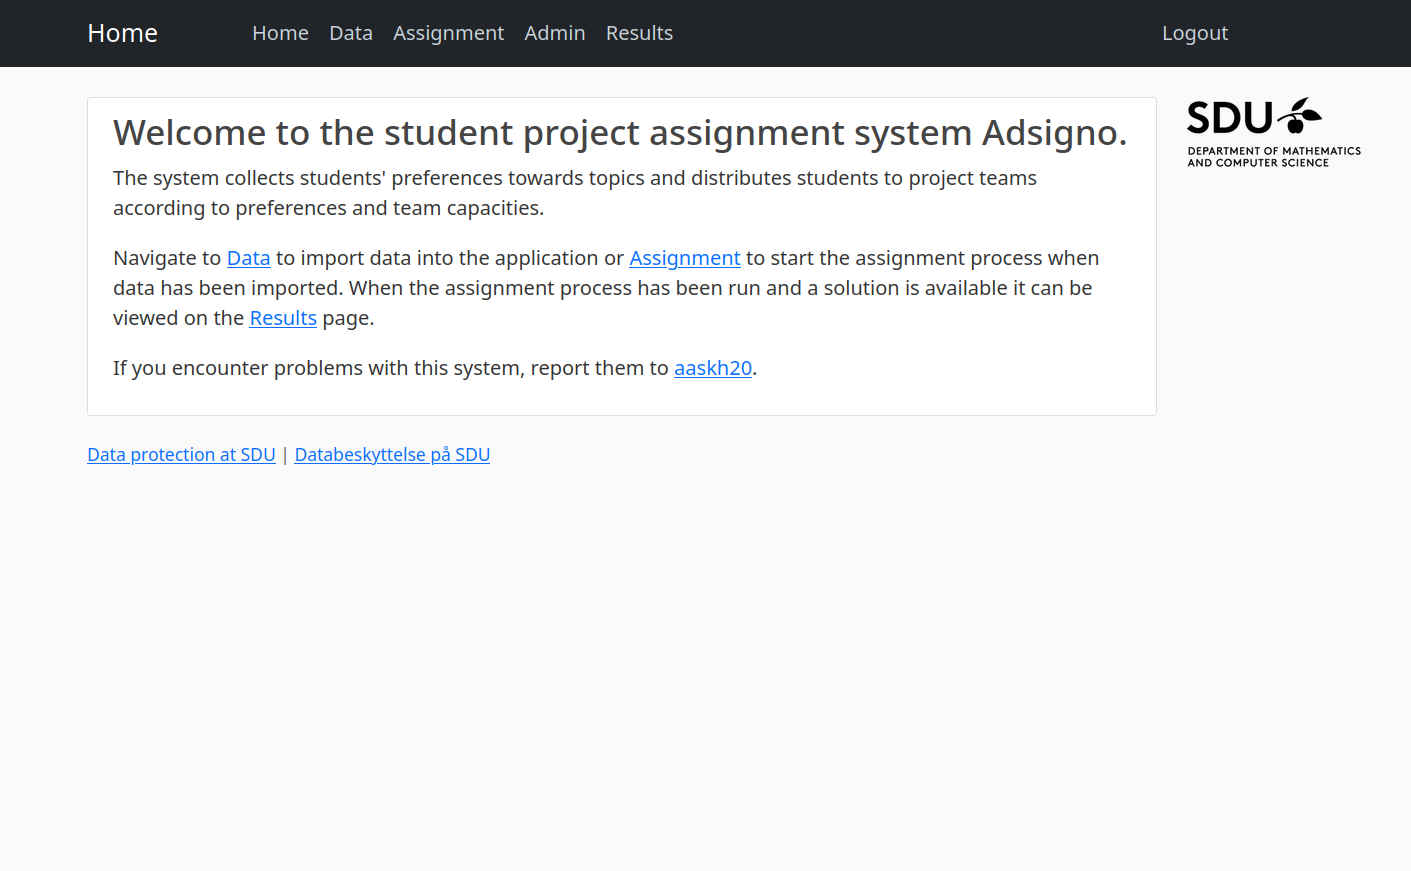 Home Home Data Assignment Admin Results Logout
Welcome to the student project assignment system Adsigno.
The system collects students' preferences towards topics and distributes students to project teams
according to preferences and team capacities.
Navigate to Data to import data into the application or Assignment to start the assignment process when
data has been imported. When the assignment process has been run and a solution is available it can be
viewed on the Results page.
If you encounter problems with this system, report them to aaskh20.
SDU
DEPARTMENT OF MATHEMATICS
AND COMPUTER SCIENCE
Data protection at SDU | Databeskyttelse på SDU